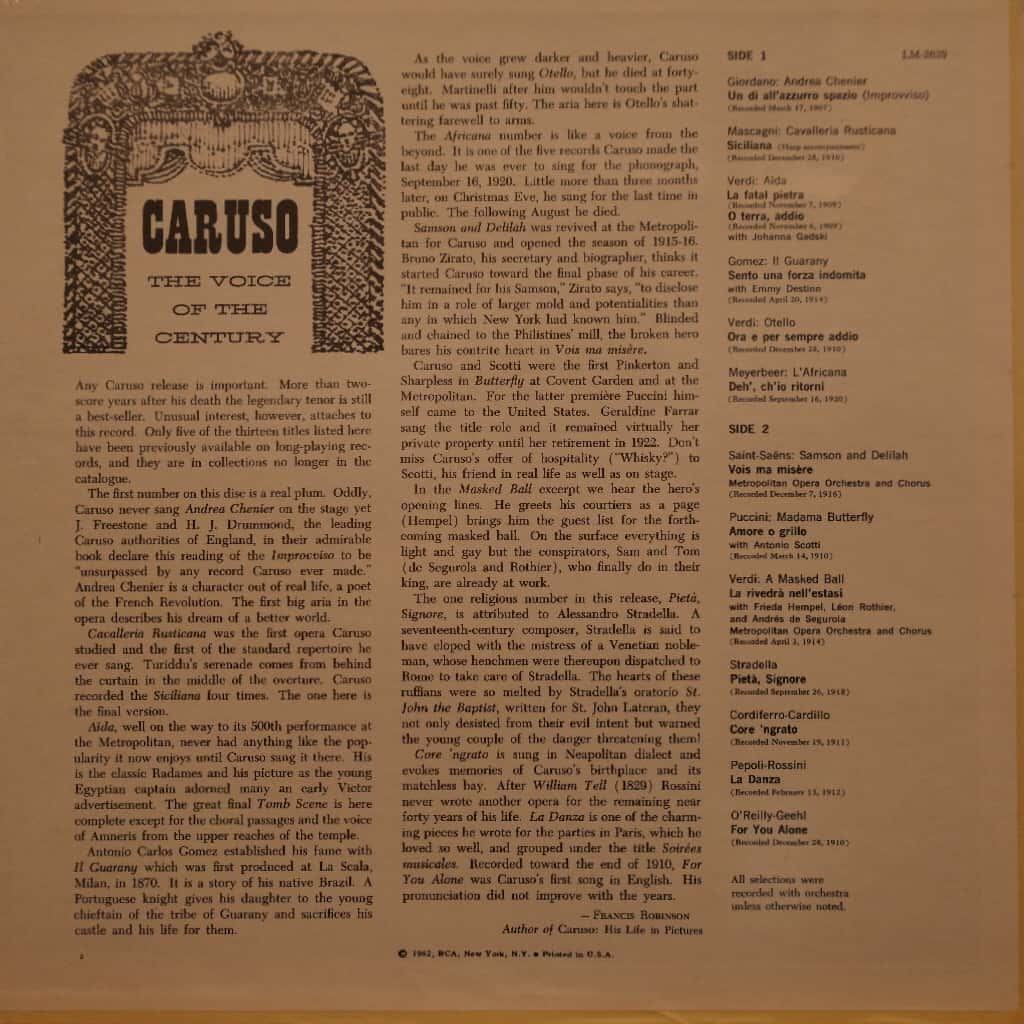 CARUSO
THE VOICE
OF THE
CENTURY
Any Caruso release is important. More than two-
score years after his death the legendary tenor is still
a best-seller. Unusual interest, however, attaches to
this record. Only five of the thirteen titles listed here
have been previously available on long-playing rec-
ords, and they are in collections no longer in the
catalogue.
The first number on this disc is a real plum. Oddly,
Caruso never sang Andrea Chenier on the stage yet
J. Freestone and H. J. Drummond, the leading
Caruso authorities of England, in their admirable
book declare this reading of the Improvviso to be
"unsurpassed by any record Caruso ever made."
Andrea Chenier is a character out of real life, a poet
of the French Revolution. The first big aria in the
opera describes his dream of a better world.
Cavalleria Rusticana was the first opera Caruso
studied and the first of the standard repertoire he
ever sang. Turiddu's serenade comes from behind
the curtain in the middle of the overture. Caruso
recorded the Siciliana four times. The one here is
the final version.
Aida, well on the way to its 500th performance at
the Metropolitan, never had anything like the pop-
ularity it now enjoys until Caruso sang it there. His
is the classic Radames and his picture as the young
Egyptian captain adorned many an early Victor
advertisement. The great final Tomb Scene is here
complete except for the choral passages and the voice
of Amneris from the upper reaches of the temple.
Antonio Carlos Gomez established his fame with
Il Guarany which was first produced at La Scala,
Milan, in 1870. It is a story of his native Brazil. A
Portuguese knight gives his daughter to the young
chieftain of the tribe of Guarany and sacrifices his
castle and his life for them.
2
As the voice grew darker and heavier, Caruso
would have surely sung Otello, but he died at forty-
eight. Martinelli after him wouldn't touch the part
until he was past fifty. The aria here is Otello's shat-
tering farewell to arms.
The Africana number is like a voice from the
beyond. It is one of the five records Caruso made the
last day he was ever to sing for the phonograph,
September 16, 1920. Little more than three months
later, on Christmas Eve, he sang for the last time in
public. The following August he died.
Samson and Delilah was revived at the Metropoli-
tan for Caruso and opened the season of 1915-16.
Bruno Zirato, his secretary and biographer, thinks it
started Caruso toward the final phase of his career.
"It remained for his Samson," Zirato says, "to disclose
him in a role of larger mold and potentialities than
any in which New York had known him." Blinded
and chained to the Philistines' mill, the broken hero
bares his contrite heart in Vois ma misère.
Caruso and Scotti were the first Pinkerton and
Sharpless in Butterfly at Covent Garden and at the
Metropolitan. For the latter première Puccini him-
self came to the United States. Geraldine Farrar
sang the title role and it remained virtually her
private property until her retirement in 1922. Don't
miss Caruso's offer of hospitality ("Whisky?") to
Scotti, his friend in real life as well as on stage.
In the Masked Ball excerpt we hear the hero's
opening lines. He greets his courtiers as a page
(Hempel) brings him the guest list for the forth-
coming masked ball. On the surface everything is
light and gay but the conspirators, Sam and Tom
(de Segurola and Rothier), who finally do in their
king, are already at work.
The one religious number in this release, Pietà,
Signore, is attributed to Alessandro Stradella. A
seventeenth-century composer, Stradella is said to
have eloped with the mistress of a Venetian noble-
man, whose henchmen were thereupon dispatched to
Rome to take care of Stradella. The hearts of these
ruffians were so melted by Stradella's oratorio St.
John the Baptist, written for St. John Lateran, they
not only desisted from their evil intent but warned
the young couple of the danger threatening them!
Core 'ngrato is sung in Neapolitan dialect and
evokes memories of Caruso's birthplace and its
matchless bay. After William Tell (1829) Rossini
never wrote another opera for the remaining near
forty years of his life. La Danza is one of the charm-
ing pieces he wrote for the parties in Paris, which he
loved so well, and grouped under the title Soirées
musicales. Recorded toward the end of 1910, For
You Alone was Caruso's first song in English. His
pronunciation did not improve with the years.
— FRANCIS ROBINSON
Author of Caruso: His Life in Pictures
© 1962, RCA, New York, N.Y. ● Printed in U.S.A.
SIDE 1
LM-2639
Giordano: Andrea Chenier
Un di all'azzurro spazio (Improvviso)
(Recorded March 17, 1907)
Mascagni: Cavalleria Rusticana
Siciliana (Harp accompaniment)
(Recorded December 28, 1910)
Verdi: Aïda
La fatal pietra
(Recorded November 7, 1909)
O terra, addio
(Recorded November 6, 1909)
with Johanna Gadski
Gomez: Il Guarany
Sento una forza indomita
with Emmy Destinn
(Recorded April 20, 1914)
Verdi: Otello
Ora e per sempre addio
(Recorded December 28, 1910)
Meyerbeer: L'Africana
Deh', ch'io ritorni
(Recorded September 16, 1920)
SIDE 2
Saint-Saëns: Samson and Delilah
Vois ma misère
Metropolitan Opera Orchestra and Chorus
(Recorded December 7, 1916)
Puccini: Madama Butterfly
Amore o grillo
with Antonio Scotti
(Recorded March 14, 1910)
Verdi: A Masked Ball
La rivedrà nell'estasi
with Frieda Hempel, Léon Rothier,
and Andrés de Segurola
Metropolitan Opera Orchestra and Chorus
(Recorded April 3, 1914)
Stradella
Pietà, Signore
(Recorded September 26, 1918)
Cordiferro-Cardillo
Core 'ngrato
(Recorded November 19, 1911)
Pepoli-Rossini
La Danza
(Recorded February 13, 1912)
O'Reilly-Geehl
For You Alone
(Recorded December 28, 1910)
All selections were
recorded with orchestra
unless otherwise noted.